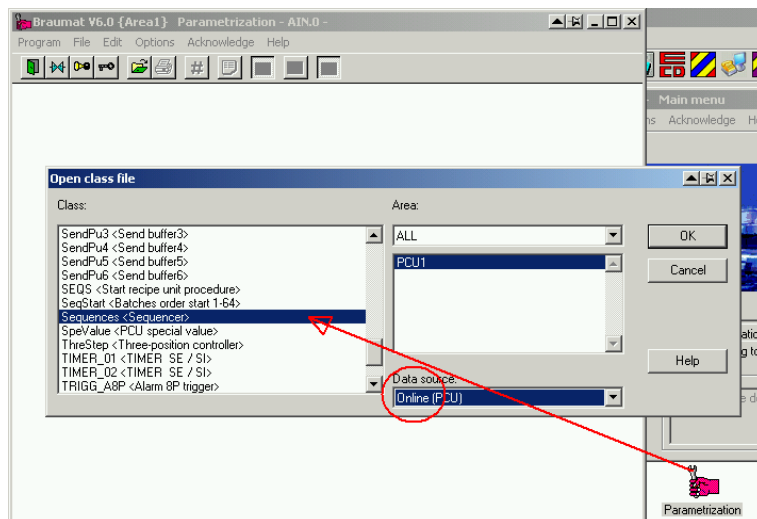 Braumat V6.0 {Area1} Parametrization - AIN.0 -
Program File Edit Options Acknowledge Help
ECD
Main menu
ns Acknowledge
Open class file
Class:
Area:
SendPu3 <Send buffer3>
SendPu4 <Send buffer4>
SendPu5 <Send buffer5>
SendPu6 <Send buffer6>
SEQS <Start recipe unit procedure>
SeqStart <Batches order start 1-64>
Sequences <Sequencer>
SpeValue <PCU special value>
ThreStep <Three-position controller>
TIMER_01 <TIMER SE / SI>
TIMER_02 <TIMER SE / SI>
TRIGG_A8P <Alarm 8P trigger>
ALL
PCU1
OK
Cancel
Help
Data source:
Online (PCU)
Parametrization